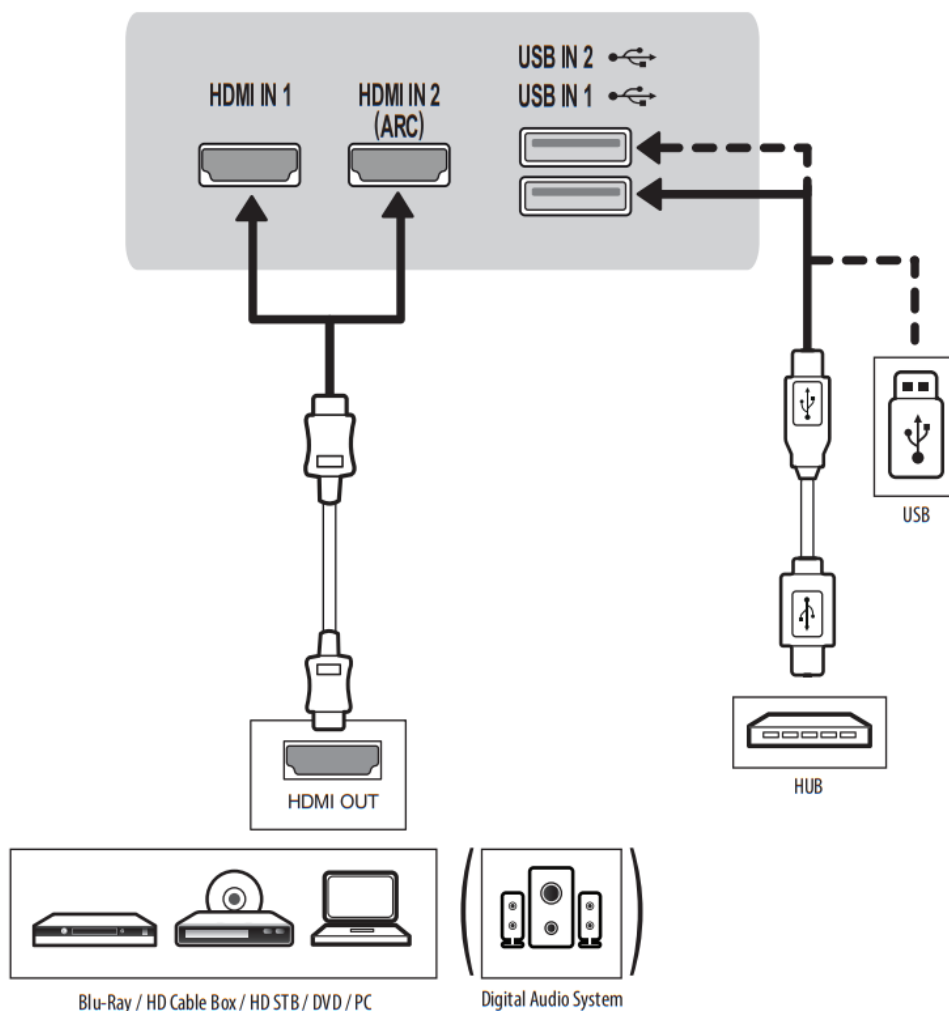 HDMI IN 1
HDMI IN 2
(ARC)
USB IN 2
USB IN 1
USB
HUB
HDMI OUT
Blu-Ray / HD Cable Box / HD STB / DVD / PC
Digital Audio System